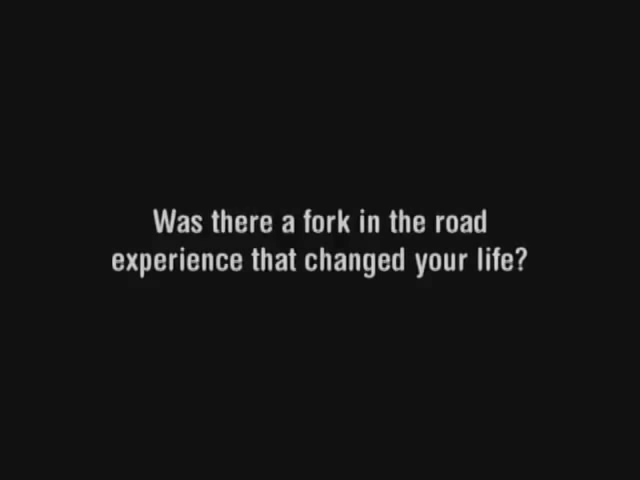 Was there a fork in the road
experience that changed your life?